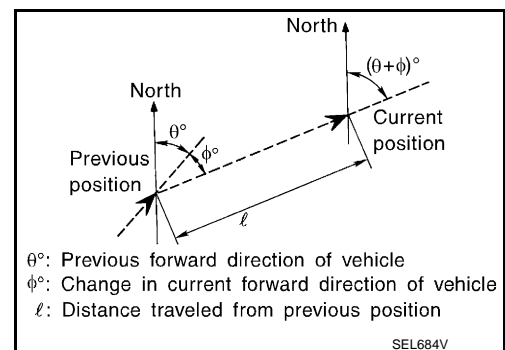 North
(θ+ϕ)°
North
θ°
ϕ°
Current
position
Previous
position
ℓ
θ°: Previous forward direction of vehicle
ϕ°: Change in current forward direction of vehicle
ℓ: Distance traveled from previous position
SEL684V